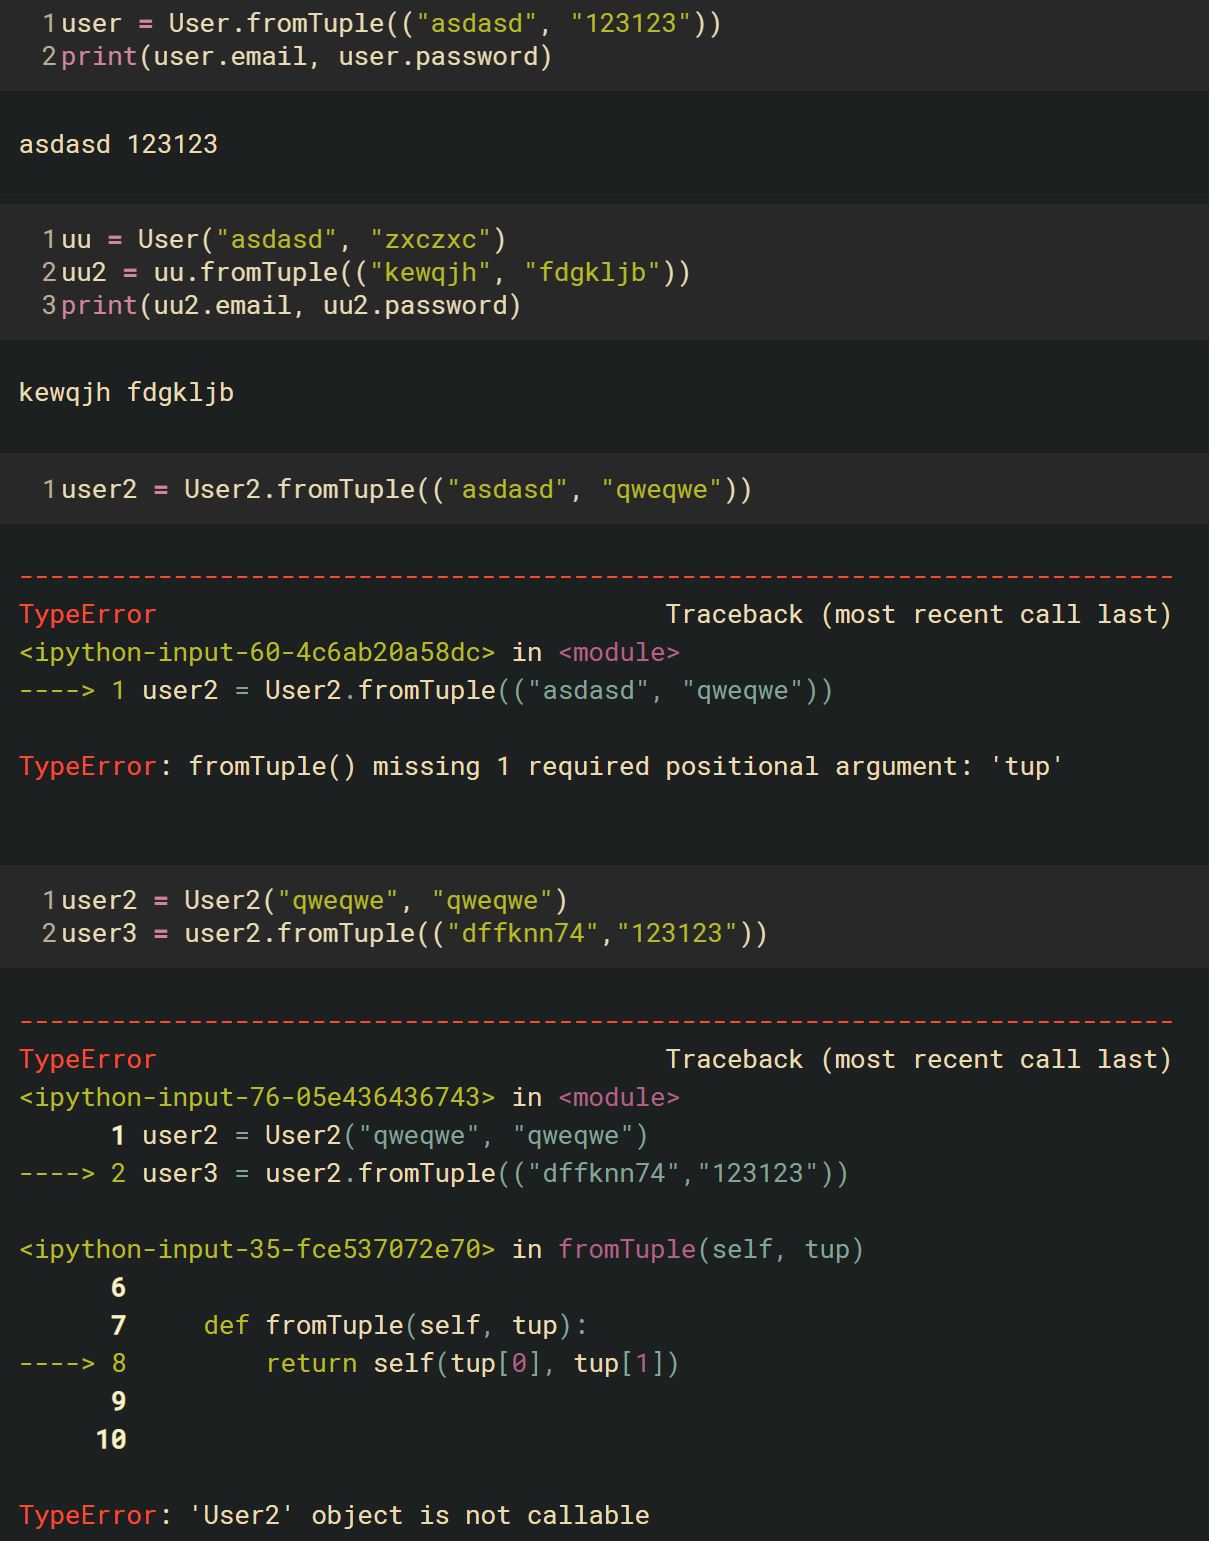 1 user = User.fromTuple(("asdasd", "123123"))
2 print(user.email, user.password)
asdasd 123123
1 uu = User("asdasd", "zxczxc")
2 uu2 = uu.fromTuple(("kewqjh", "fdgkljb"))
3 print(uu2.email, uu2.password)
kewqjh fdgkljb
1 user2 = User2.fromTuple(("asdasd", "qweqwe"))
---------------------------------------------------------------------------
TypeError                                 Traceback (most recent call last)
<ipython-input-60-4c6ab20a58dc> in <module>
----> 1 user2 = User2.fromTuple(("asdasd", "qweqwe"))
TypeError: fromTuple() missing 1 required positional argument: 'tup'
1 user2 = User2("qweqwe", "qweqwe")
2 user3 = user2.fromTuple(("dffknn74","123123"))
---------------------------------------------------------------------------
TypeError                                 Traceback (most recent call last)
<ipython-input-76-05e436436743> in <module>
      1 user2 = User2("qweqwe", "qweqwe")
----> 2 user3 = user2.fromTuple(("dffknn74","123123"))
<ipython-input-35-fce537072e70> in fromTuple(self, tup)
      6
      7     def fromTuple(self, tup):
----> 8         return self(tup[0], tup[1])
      9
     10
TypeError: 'User2' object is not callable